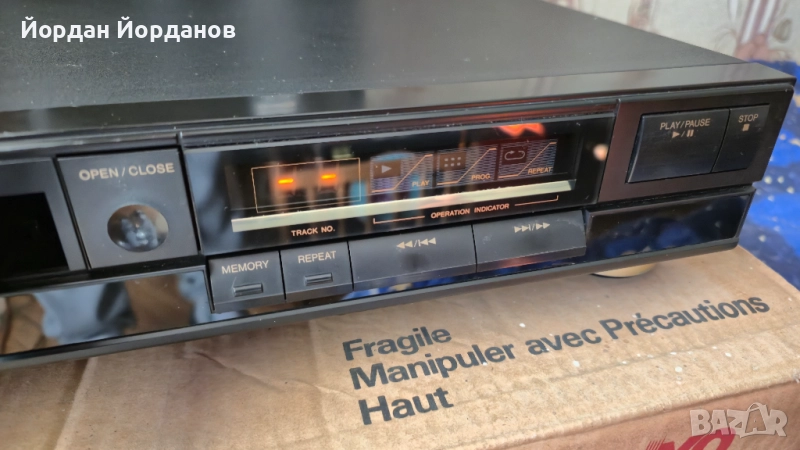 Йордан Йорданов
OPEN / CLOSE
PLAY
PROG.
REPEAT
TRACK NO.
OPERATION INDICATOR
PLAY / PAUSE
STOP
MEMORY
REPEAT
Fragile
Manipuler avec Précautions
Haut
BAZAR